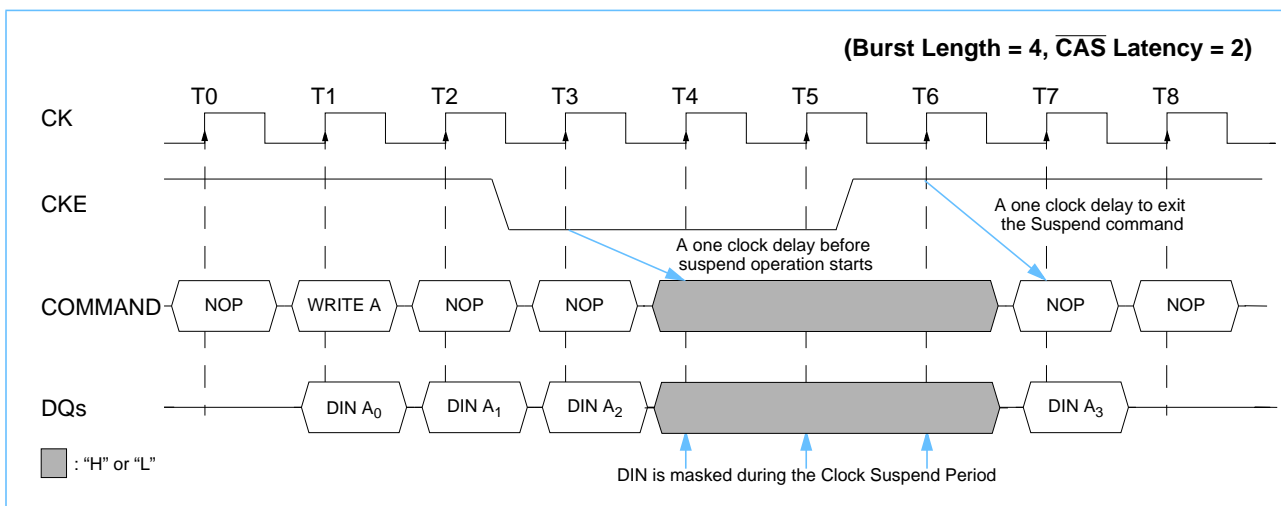 (Burst Length = 4, C̅A̅S̅ Latency = 2)
T0 T1 T2 T3 T4 T5 T6 T7 T8
CK
CKE
A one clock delay to exit
the Suspend command
A one clock delay before
suspend operation starts
COMMAND NOP WRITE A NOP NOP NOP NOP
DQs DIN A₀ DIN A₁ DIN A₂ DIN A₃
: “H” or “L”
DIN is masked during the Clock Suspend Period